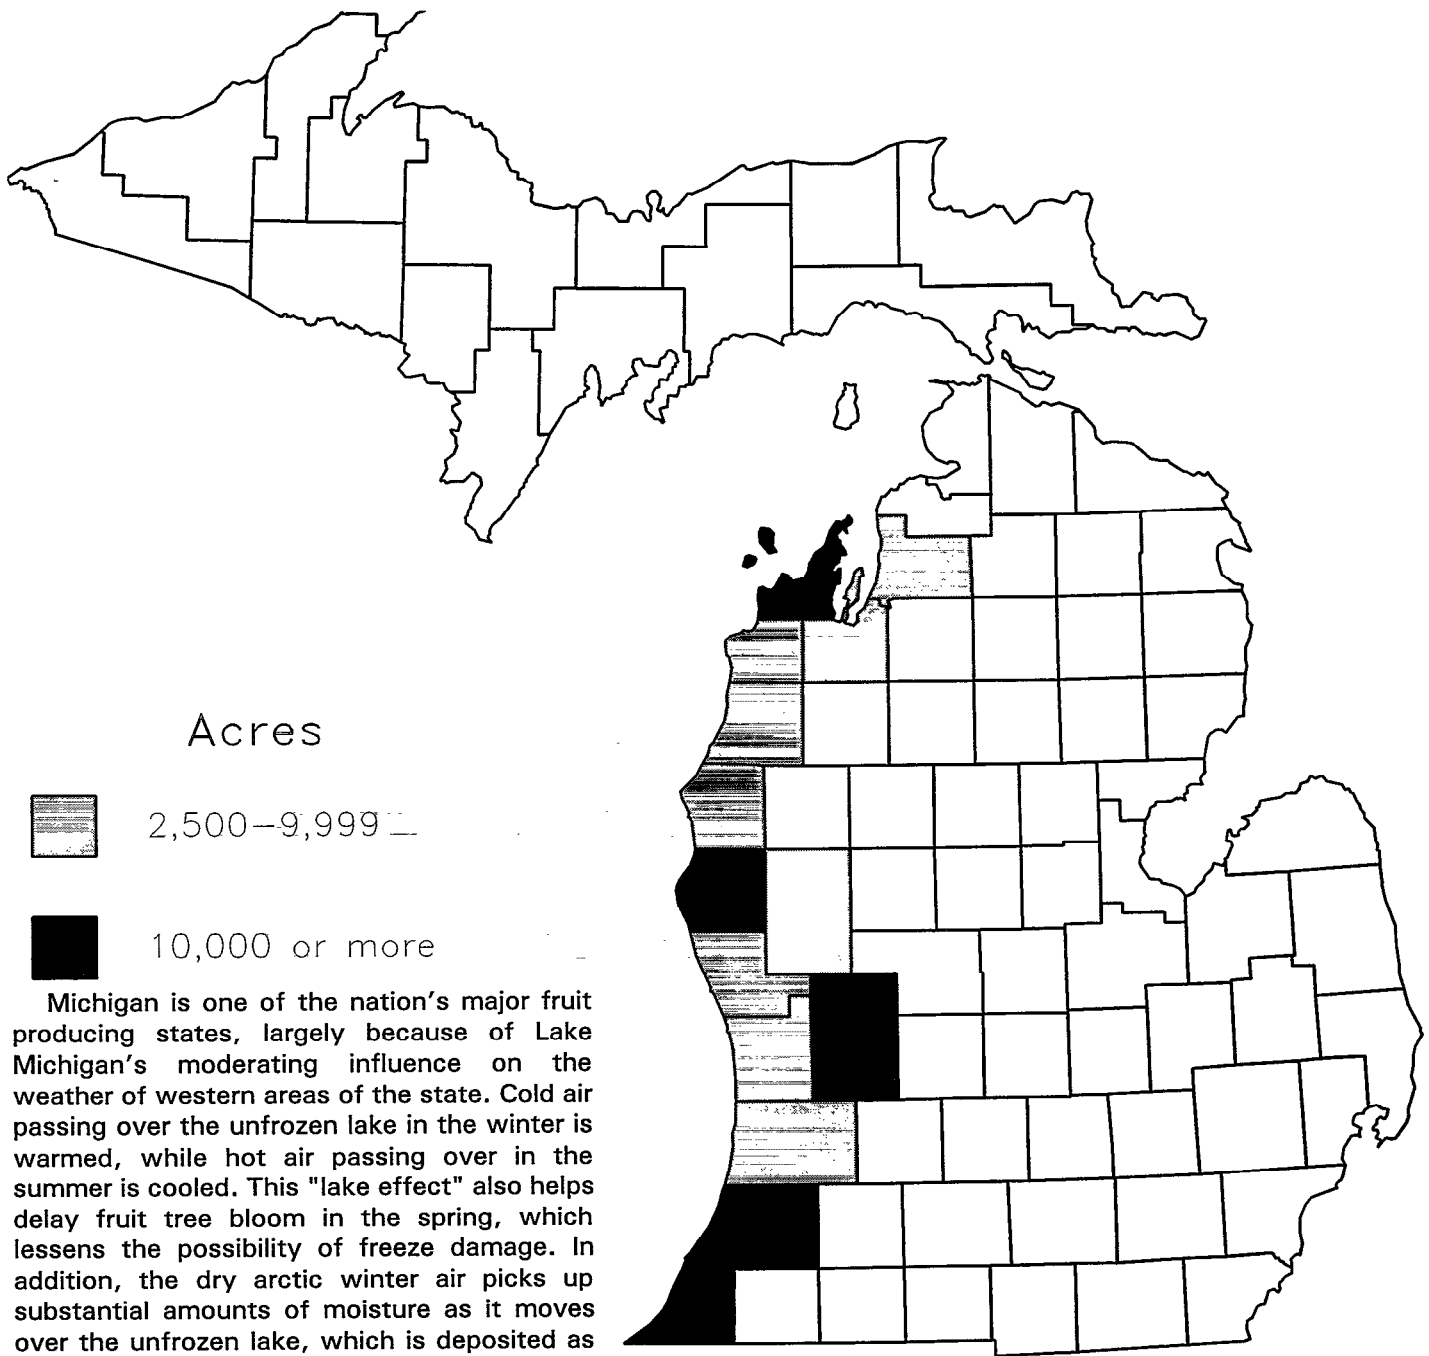 Acres
2,500–9,999
10,000 or more
Michigan is one of the nation's major fruit
producing states, largely because of Lake
Michigan's moderating influence on the
weather of western areas of the state. Cold air
passing over the unfrozen lake in the winter is
warmed, while hot air passing over in the
summer is cooled. This "lake effect" also helps
delay fruit tree bloom in the spring, which
lessens the possibility of freeze damage. In
addition, the dry arctic winter air picks up
substantial amounts of moisture as it moves
over the unfrozen lake, which is deposited as